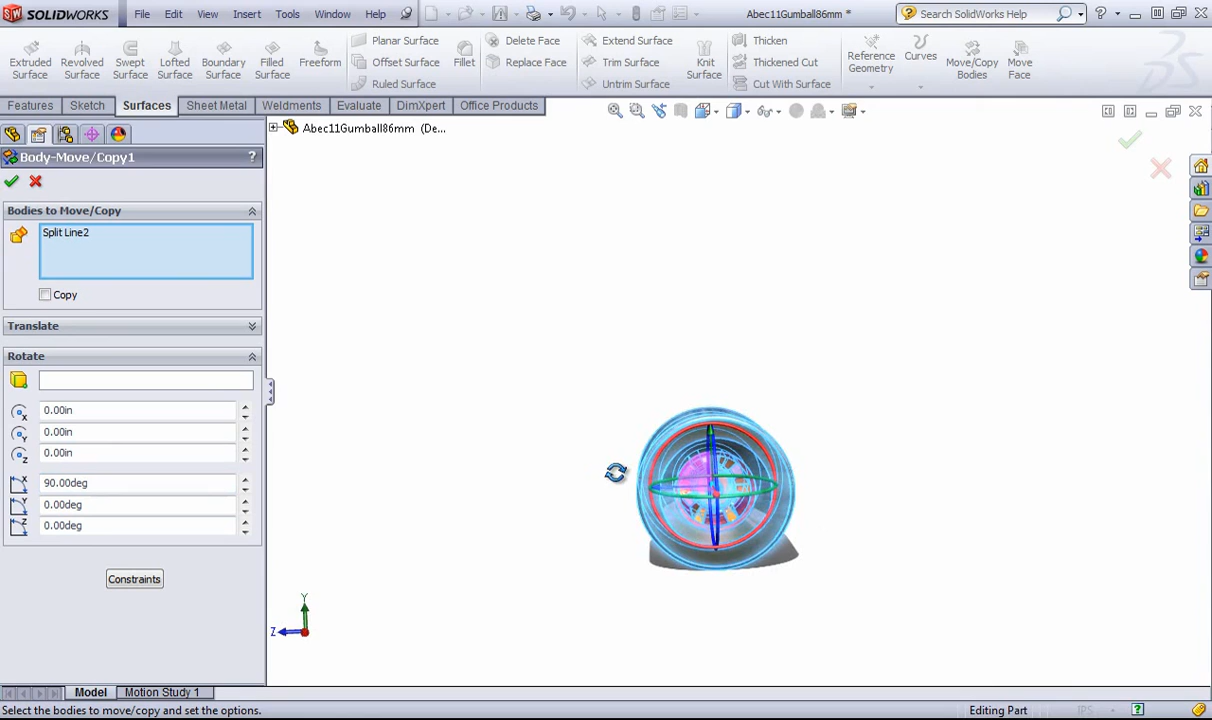 SOLIDWORKS File Edit View Insert Tools Window Help Abec11Gumball86mm * Search SolidWorks Help
Extruded Surface
Revolved Surface
Swept Surface
Lofted Surface
Boundary Surface
Filled Surface
Freeform
Planar Surface
Offset Surface
Ruled Surface
Fillet
Delete Face
Replace Face
Extend Surface
Trim Surface
Untrim Surface
Knit Surface
Thicken
Thickened Cut
Cut With Surface
Reference Geometry
Curves
Move/Copy Bodies
Move Face
Features Sketch Surfaces Sheet Metal Weldments Evaluate DimXpert Office Products
Abec11Gumball86mm (De...
Body-Move/Copy1 ?
Bodies to Move/Copy
Split Line2
Copy
Translate
Rotate
0.00in
0.00in
0.00in
90.00deg
0.00deg
0.00deg
Constraints
Y
Z
Model Motion Study 1
Select the bodies to move/copy and set the options. Editing Part IPS